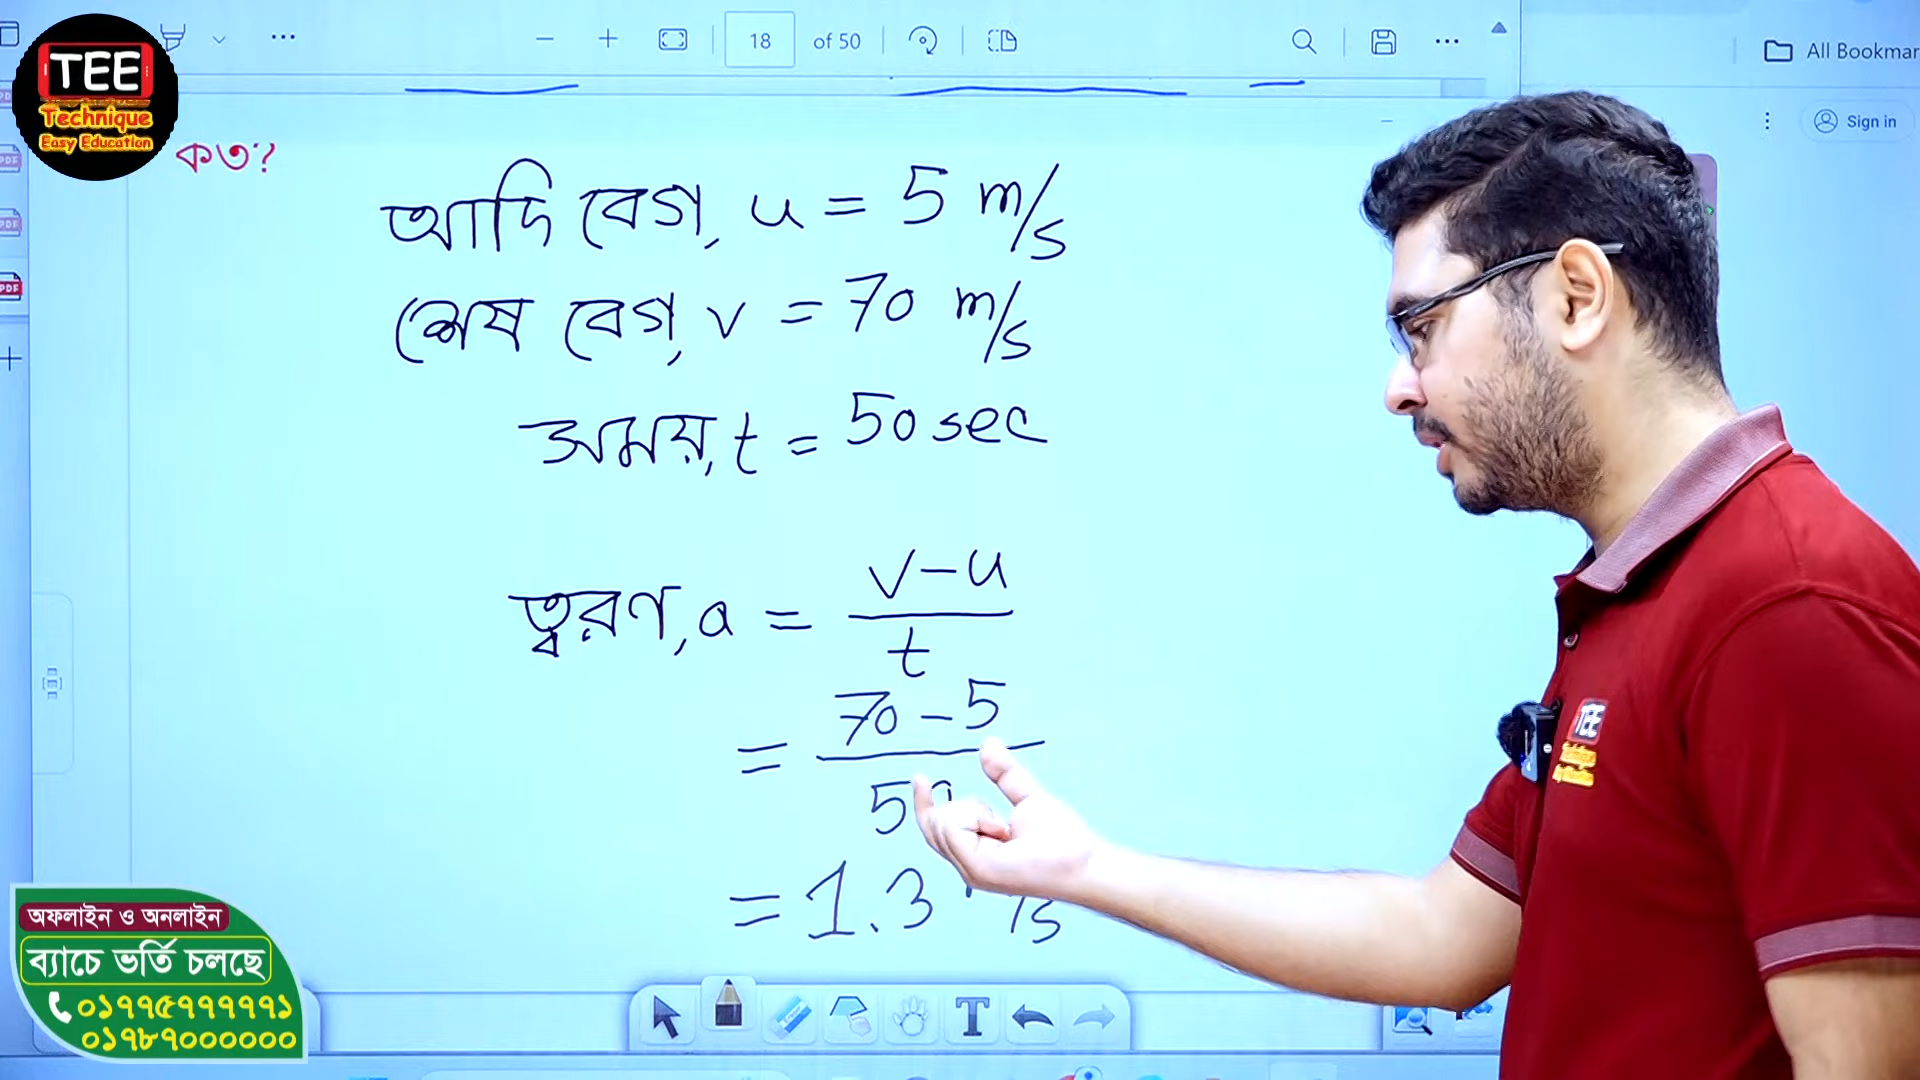 18 of 50
All Bookmar
Sign in
TEE
Technique
Easy Education
কত?
আদি বেগ, u = 5 m/s
শেষ বেগ, v = 70 m/s
সময়, t = 50 sec
ত্বরণ, a = v-u / t
= 70-5 / 50
= 1.3
TEE
অফলাইন ও অনলাইন
ব্যাচে ভর্তি চলছে
০১৭৭৫৭৭৭৭৭১
০১৭৮৭০০০০০০
T